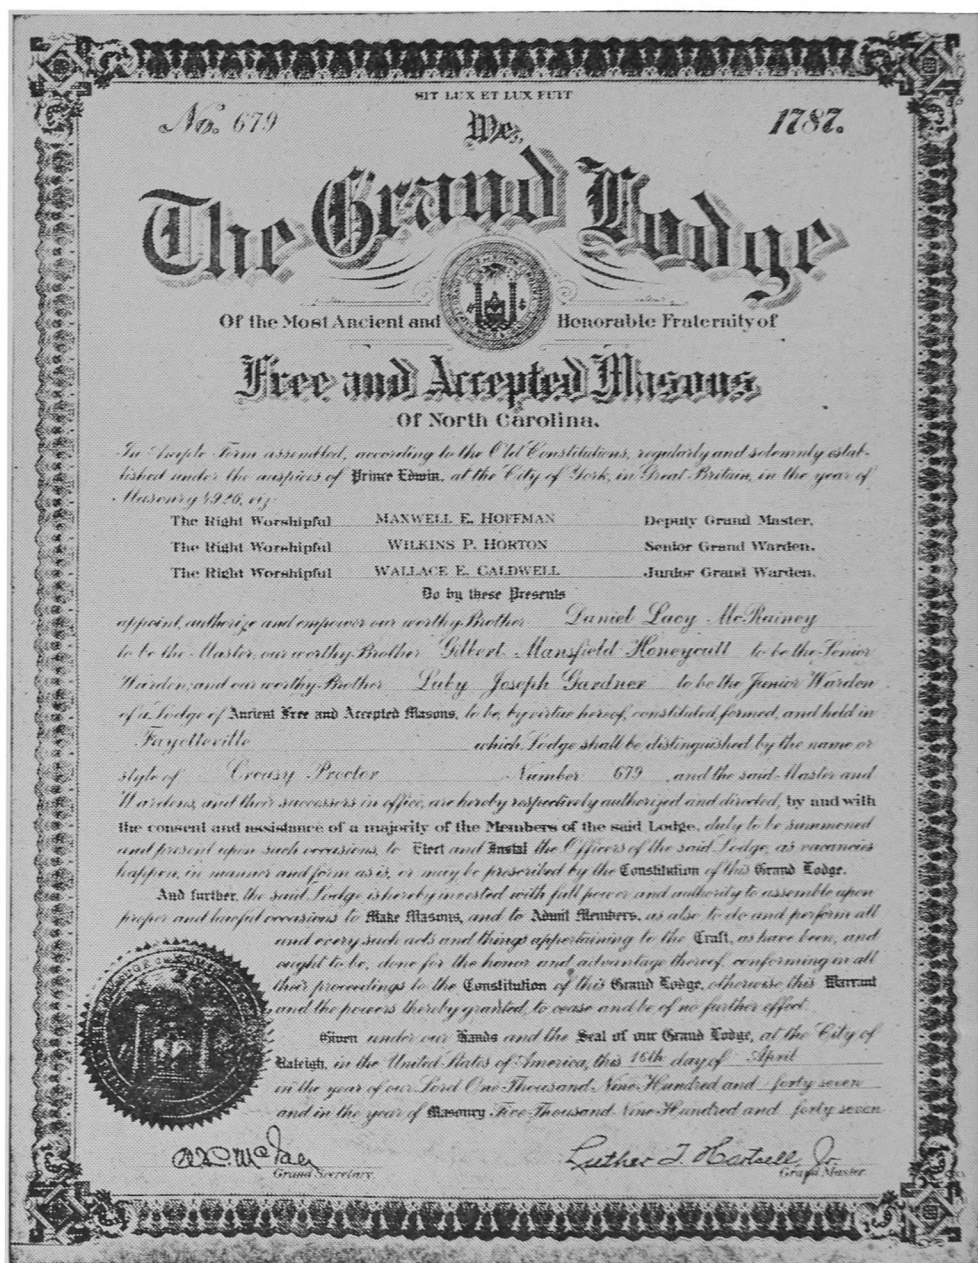 SIT LUX ET LUX FUIT
No. 679
We,
1787.
The Grand Lodge
Of the Most Ancient and Honorable Fraternity of
Free and Accepted Masons
Of North Carolina.
In Ample Form assembled, according to the Old Constitutions, regularly and solemnly estab-
lished under the auspices of Prince Edwin, at the City of York, in Great Britain, in the year of
Masonry 4926, viz:
The Right Worshipful MAXWELL E. HOFFMAN Deputy Grand Master.
The Right Worshipful WILKINS P. HORTON Senior Grand Warden.
The Right Worshipful WALLACE E. CALDWELL Junior Grand Warden.
Do by these Presents
appoint, authorize and empower our worthy Brother Daniel Lacy McRainey
to be the Master; our worthy Brother Gilbert Mansfield Honeycutt to be the Senior
Warden; and our worthy Brother Luby Joseph Gardner to be the Junior Warden
of a Lodge of Ancient Free and Accepted Masons, to be, by virtue hereof, constituted, formed, and held in
Fayetteville which Lodge shall be distinguished by the name or
style of Creasy Proctor Number 679, and the said Master and
Wardens, and their successors in office, are hereby respectively authorized and directed, by and with
the consent and assistance of a majority of the Members of the said Lodge, duly to be summoned
and present upon such occasions, to Elect and Instal the Officers of the said Lodge, as vacancies
happen, in manner and form as is, or may be prescribed by the Constitution of this Grand Lodge.
And further, the said Lodge is hereby invested with full power and authority to assemble upon
proper and lawful occasions to Make Masons, and to Admit Members, as also to do and perform all
and every such acts and things appertaining to the Craft, as have been, and
ought to be, done for the honor and advantage thereof, conforming in all
their proceedings to the Constitution of this Grand Lodge, otherwise this Warrant
and the powers thereby granted, to cease and be of no further effect.
Given under our Hands and the Seal of our Grand Lodge, at the City of
Raleigh, in the United States of America, this 16th day of April
in the year of our Lord One Thousand Nine Hundred and forty seven
and in the year of Masonry Five Thousand Nine Hundred and forty seven
Luther T. Hartsell, Jr.
Grand Secretary.
Grand Master.